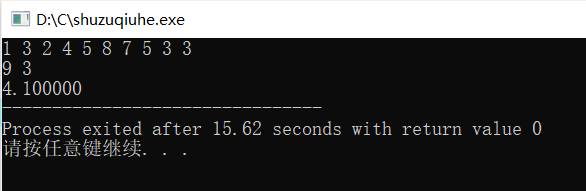 D:\C\shuzuqiuhe.exe
1 3 2 4 5 8 7 5 3 3
9 3
4.100000
--------------------------------
Process exited after 15.62 seconds with return value 0
请按任意键继续. . .